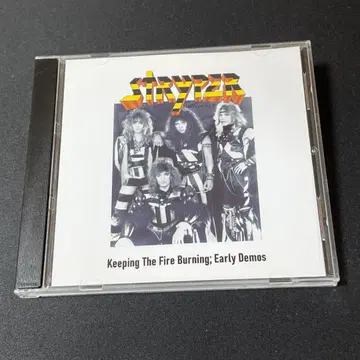 STRYPER
Keeping The Fire Burning; Early Demos